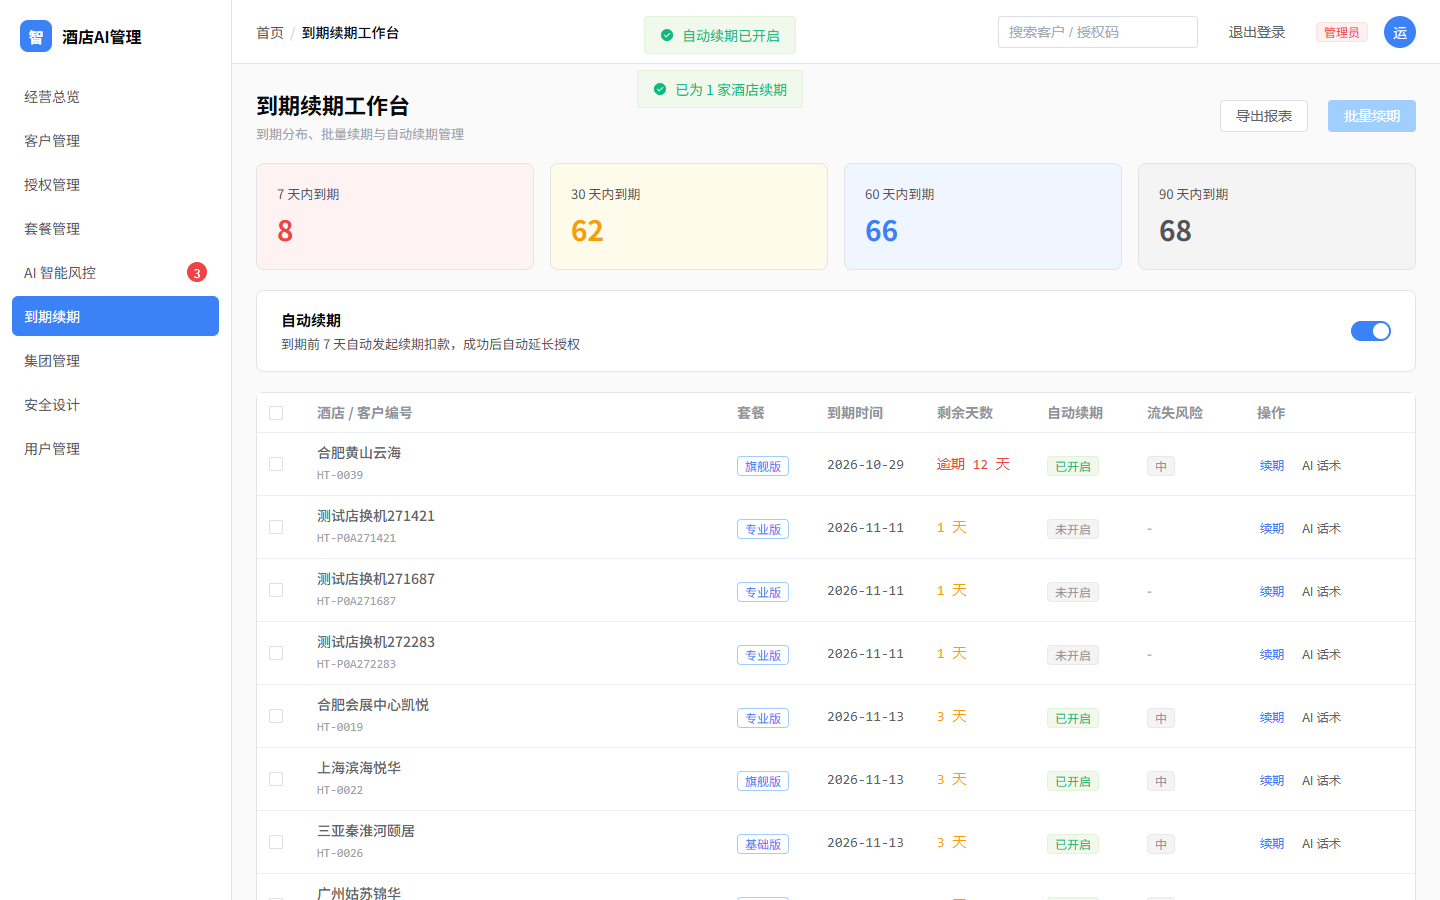 智 酒店AI管理
经营总览
客户管理
授权管理
套餐管理
AI 智能风控 3
到期续期
集团管理
安全设计
用户管理
首页 / 到期续期工作台
自动续期已开启
已为 1 家酒店续期
搜索客户 / 授权码
退出登录
管理员
运
到期续期工作台
到期分布、批量续期与自动续期管理
导出报表
批量续期
7 天内到期
8
30 天内到期
62
60 天内到期
66
90 天内到期
68
自动续期
到期前 7 天自动发起续期扣款，成功后自动延长授权
酒店 / 客户编号 套餐 到期时间 剩余天数 自动续期 流失风险 操作
合肥黄山云海
HT-0039
旗舰版 2026-10-29 逾期 12 天 已开启 中 续期 AI 话术
测试店换机271421
HT-P0A271421
专业版 2026-11-11 1 天 未开启 - 续期 AI 话术
测试店换机271687
HT-P0A271687
专业版 2026-11-11 1 天 未开启 - 续期 AI 话术
测试店换机272283
HT-P0A272283
专业版 2026-11-11 1 天 未开启 - 续期 AI 话术
合肥会展中心凯悦
HT-0019
专业版 2026-11-13 3 天 已开启 中 续期 AI 话术
上海滨海悦华
HT-0022
旗舰版 2026-11-13 3 天 已开启 中 续期 AI 话术
三亚秦淮河颐居
HT-0026
基础版 2026-11-13 3 天 已开启 中 续期 AI 话术
广州姑苏锦华